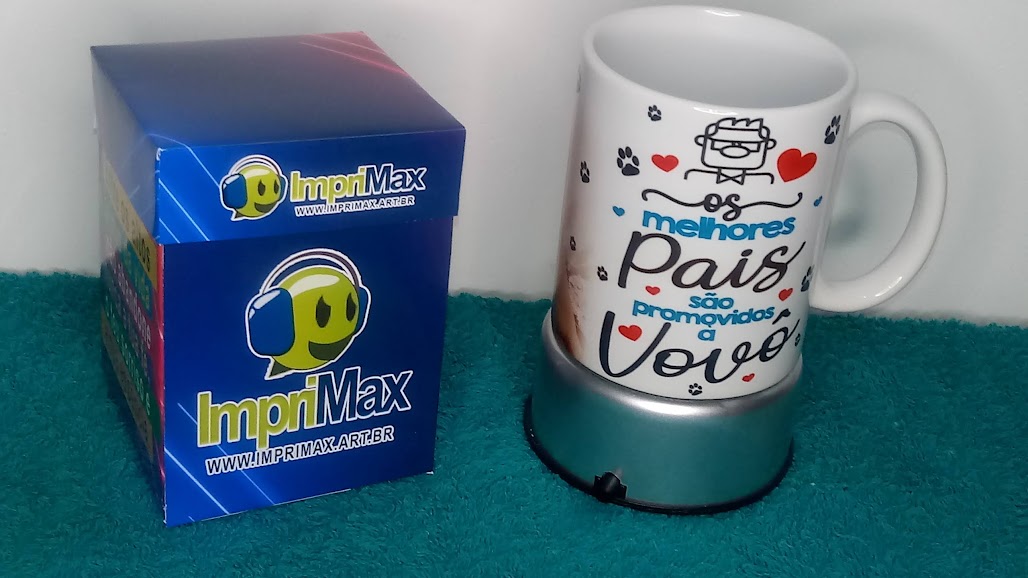 ImpriMax
WWW.IMPRIMAX.ART.BR
ImpriMax
WWW.IMPRIMAX.ART.BR
os
melhores
Pais
são
promovidos
à
Vovô